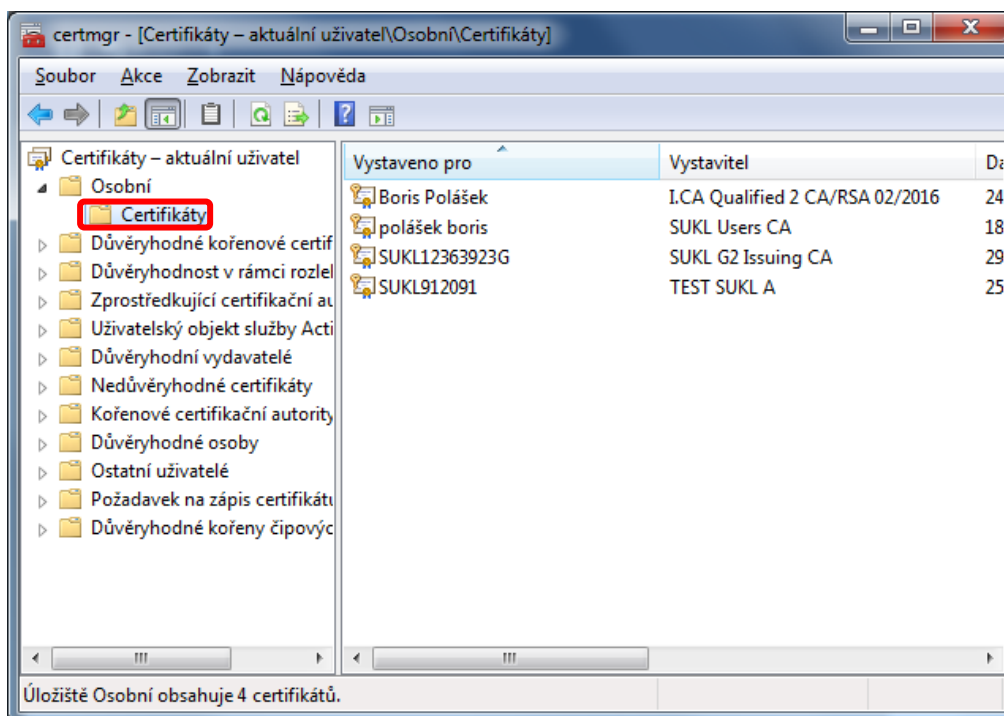 certmgr - [Certifikáty – aktuální uživatel\Osobní\Certifikáty]
Soubor Akce Zobrazit Nápověda
Certifikáty – aktuální uživatel
Osobní
Certifikáty
Důvěryhodné kořenové certif
Důvěryhodnost v rámci rozleh
Zprostředkující certifikační au
Uživatelský objekt služby Acti
Důvěryhodní vydavatelé
Nedůvěryhodné certifikáty
Kořenové certifikační autority
Důvěryhodné osoby
Ostatní uživatelé
Požadavek na zápis certifikátu
Důvěryhodné kořeny čipovýc
Vystaveno pro Vystavitel Da
Boris Polášek I.CA Qualified 2 CA/RSA 02/2016 24
polášek boris SUKL Users CA 18
SUKL12363923G SUKL G2 Issuing CA 29
SUKL912091 TEST SUKL A 25
Úložiště Osobní obsahuje 4 certifikátů.